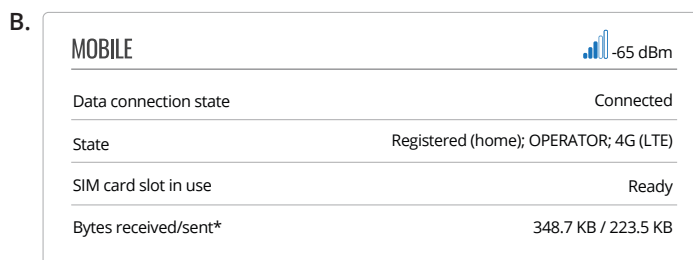 B.
MOBILE -65 dBm
Data connection state Connected
State Registered (home); OPERATOR; 4G (LTE)
SIM card slot in use Ready
Bytes received/sent* 348.7 KB / 223.5 KB